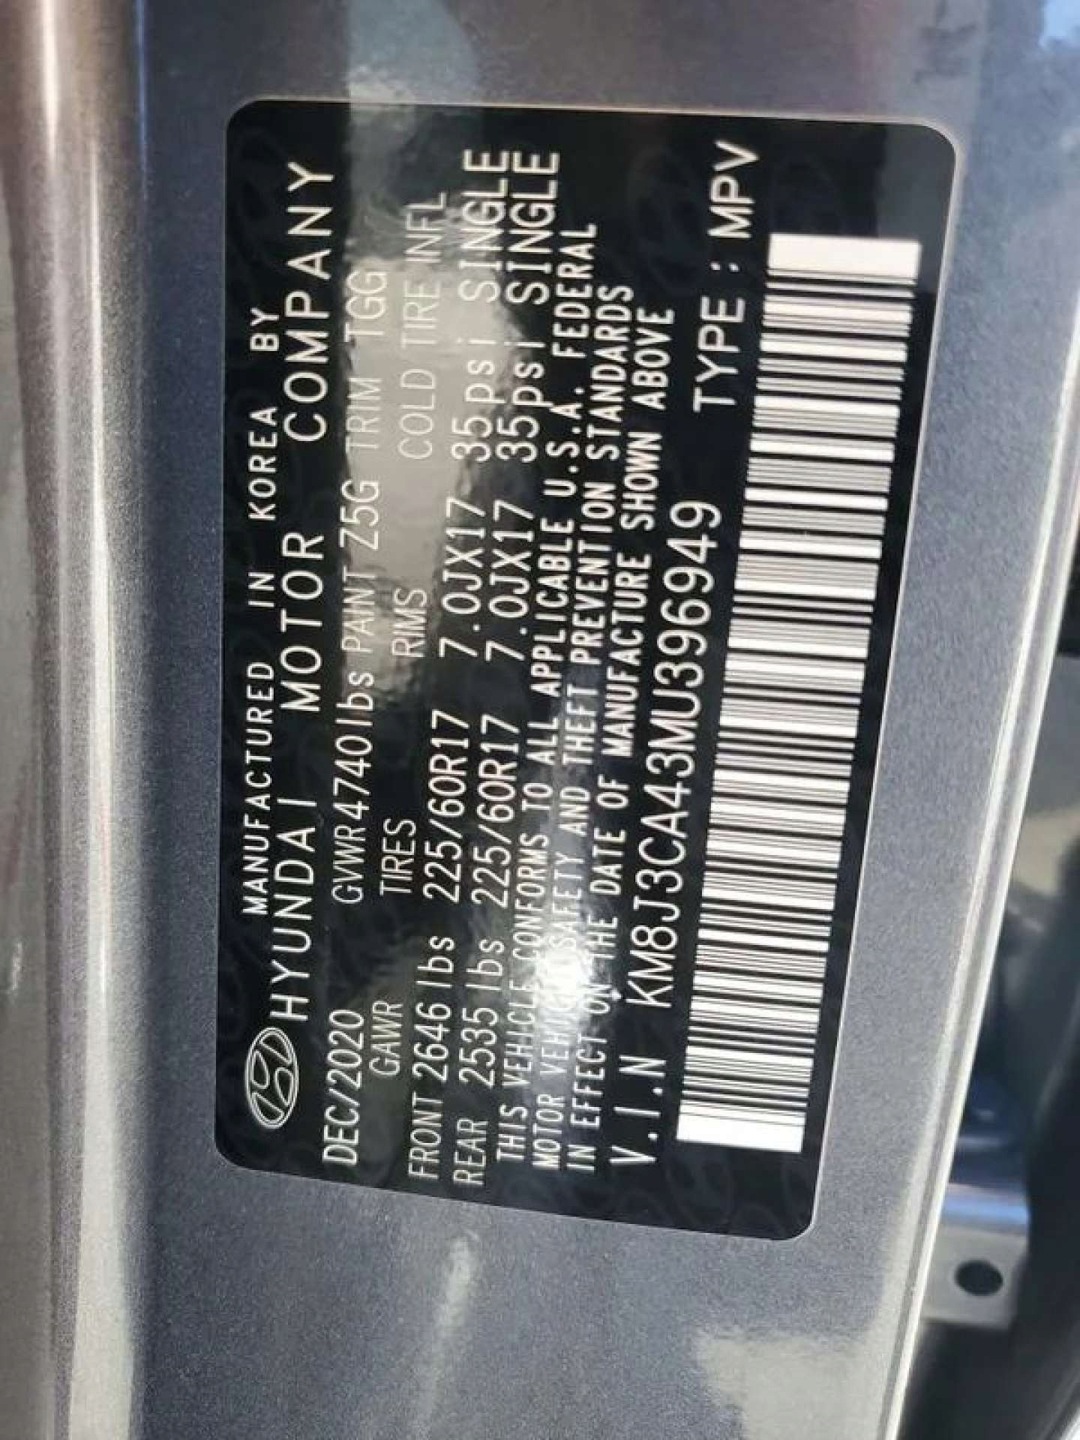 MANUFACTURED IN KOREA BY
HYUNDAI MOTOR COMPANY
DEC/2020 GVWR4740lbs PAINT Z5G TRIM TGG
GAWR TIRES RIMS COLD TIRE INFL
FRONT 2646 lbs 225/60R17 7.0JX17 35psi SINGLE
REAR 2535 lbs 225/60R17 7.0JX17 35psi SINGLE
THIS VEHICLE CONFORMS TO ALL APPLICABLE U.S.A. FEDERAL
MOTOR VEHICLE SAFETY AND THEFT PREVENTION STANDARDS
IN EFFECT ON THE DATE OF MANUFACTURE SHOWN ABOVE
V.I.N KM8J3CA43MU396949 TYPE : MPV